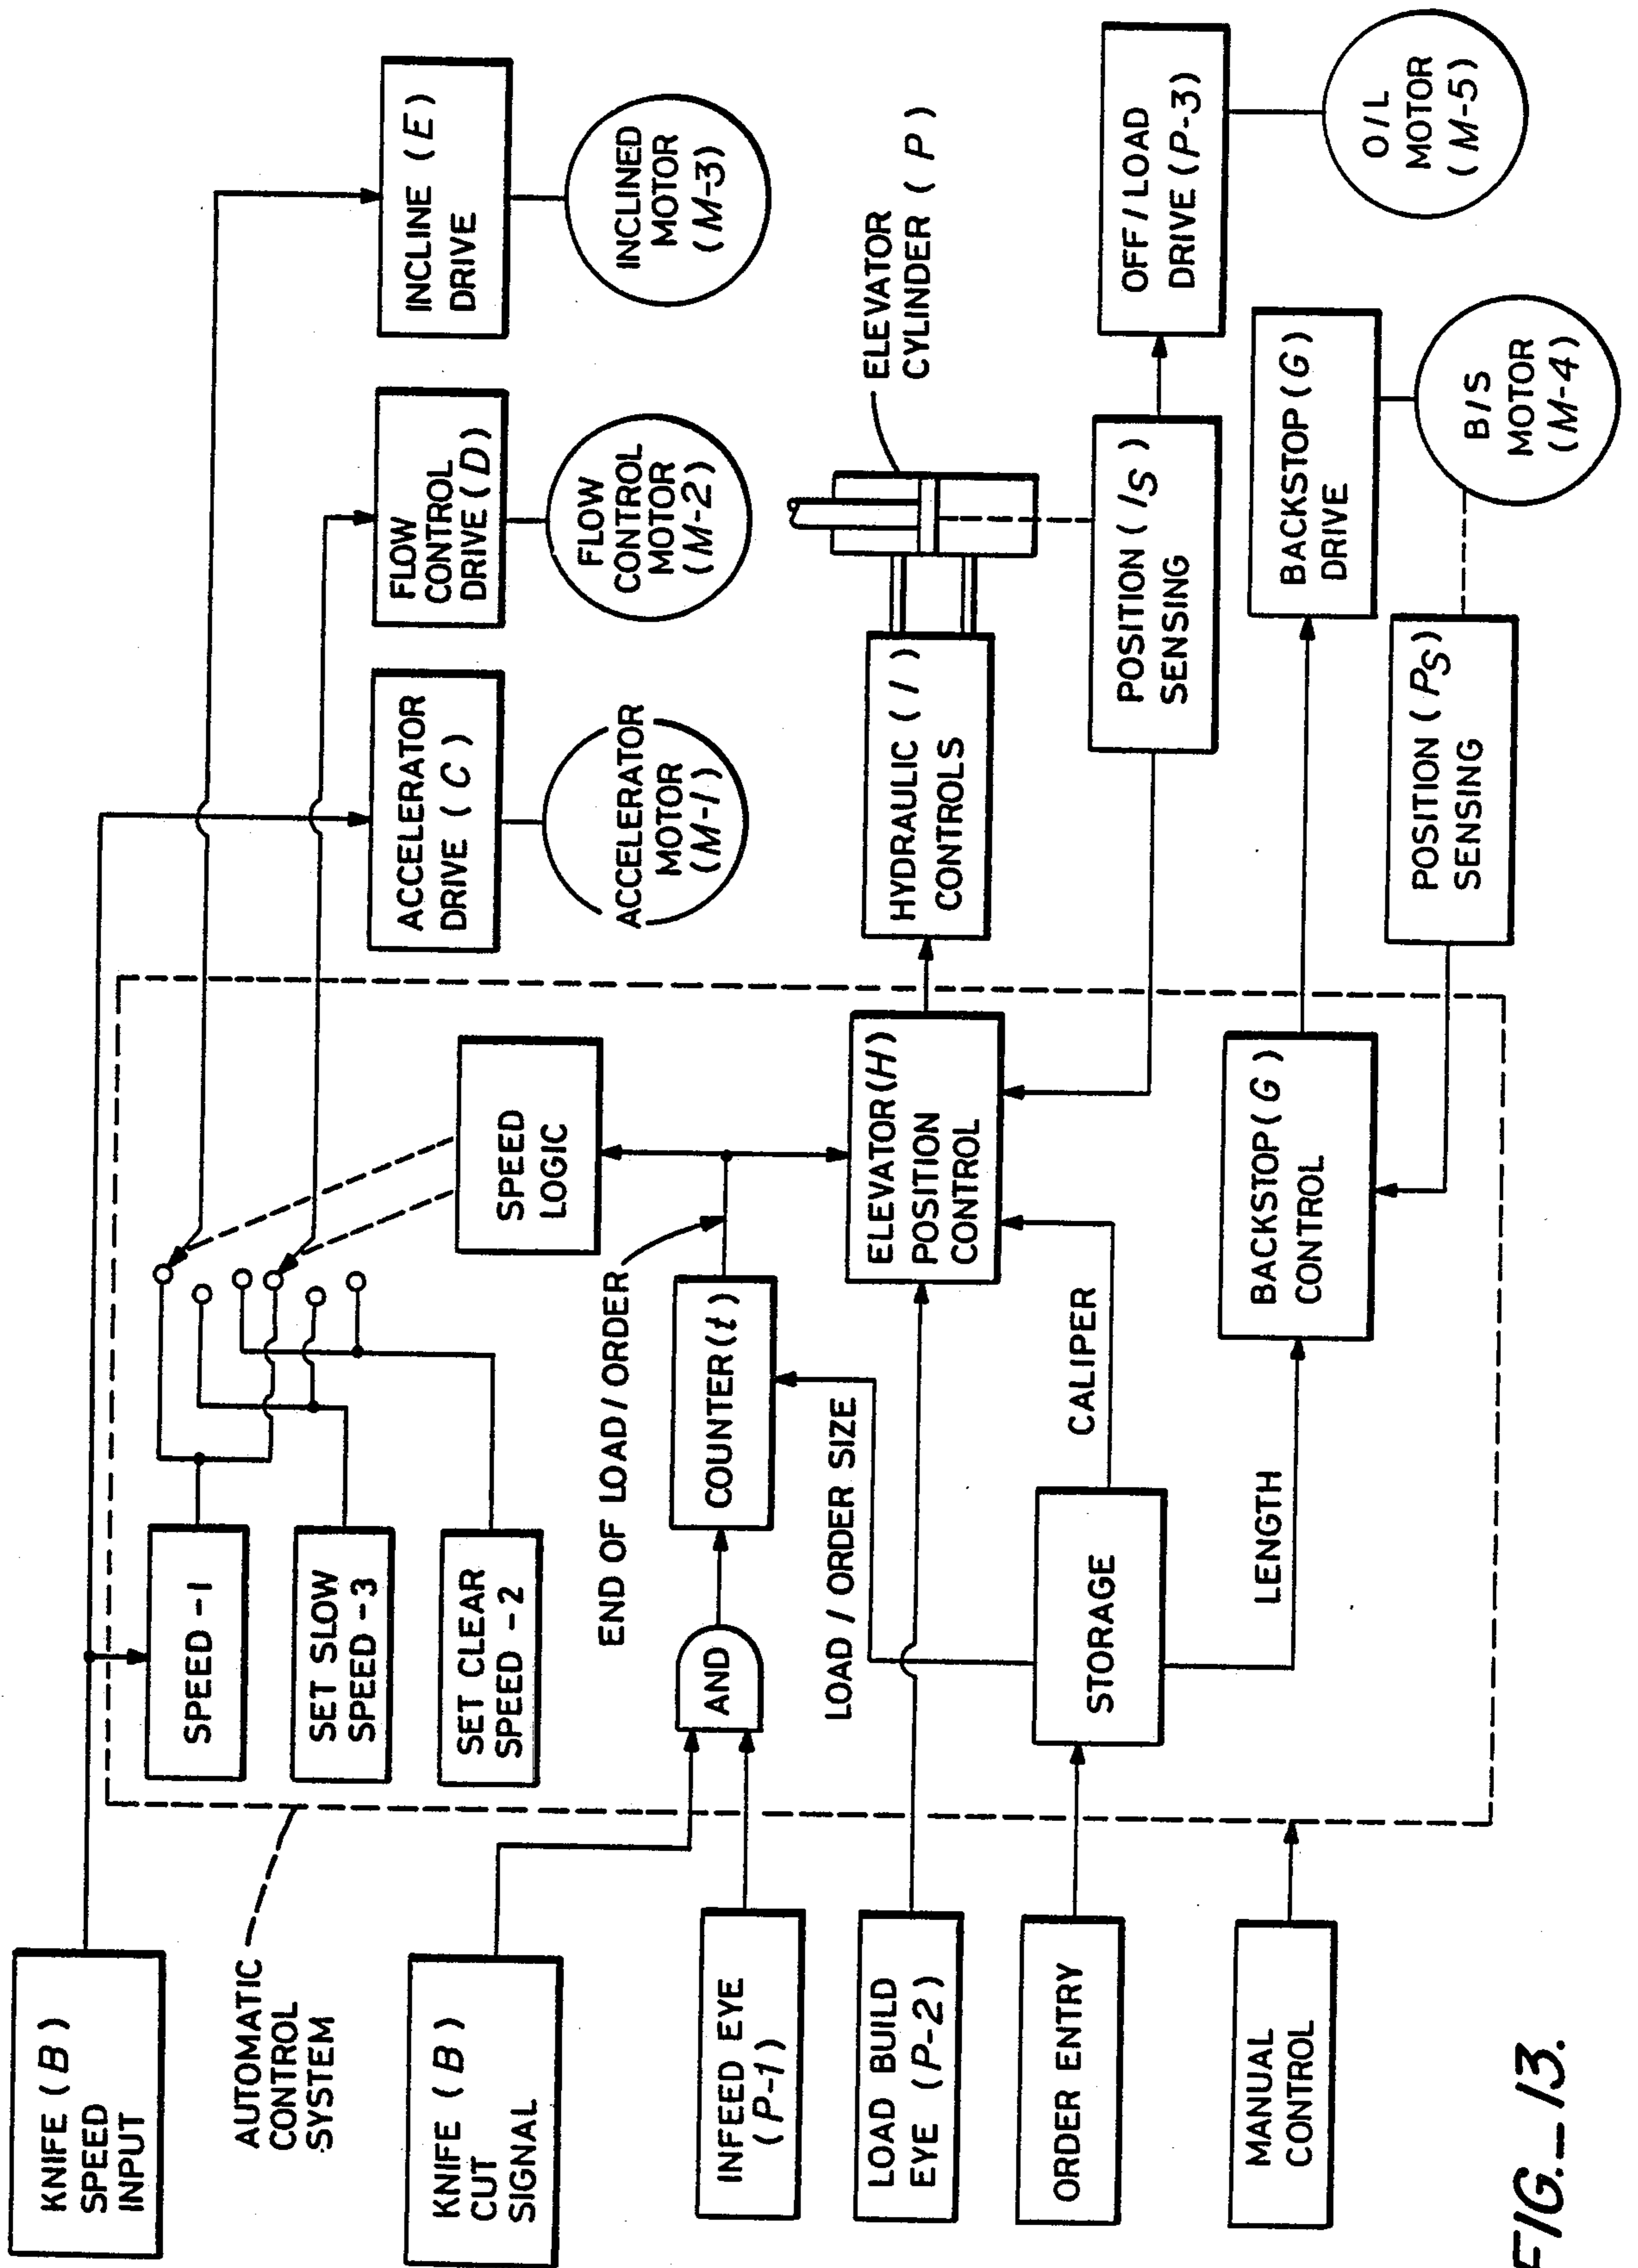 KNIFE (B)
SPEED
INPUT
AUTOMATIC
CONTROL
SYSTEM
KNIFE (B)
CUT
SIGNAL
INFEED EYE
(P-1)
LOAD BUILD
EYE (P-2)
ORDER ENTRY
MANUAL
CONTROL
SPEED -1
SET SLOW
SPEED -3
SET CLEAR
SPEED -2
AND
COUNTER (t)
END OF LOAD / ORDER
LOAD / ORDER SIZE
STORAGE
CALIPER
LENGTH
SPEED
LOGIC
ELEVATOR (H)
POSITION
CONTROL
BACKSTOP (G)
CONTROL
ACCELERATOR
DRIVE (C)
ACCELERATOR
MOTOR
(M-1)
FLOW
CONTROL
DRIVE (D)
FLOW
CONTROL
MOTOR
(M-2)
INCLINE (E)
DRIVE
INCLINED
MOTOR
(M-3)
HYDRAULIC (I)
CONTROLS
ELEVATOR
CYLINDER (P)
POSITION (IS)
SENSING
OFF / LOAD
DRIVE (P-3)
O/L
MOTOR
(M-5)
BACKSTOP (G)
DRIVE
B/S
MOTOR
(M-4)
POSITION (PS)
SENSING
FIG._13.